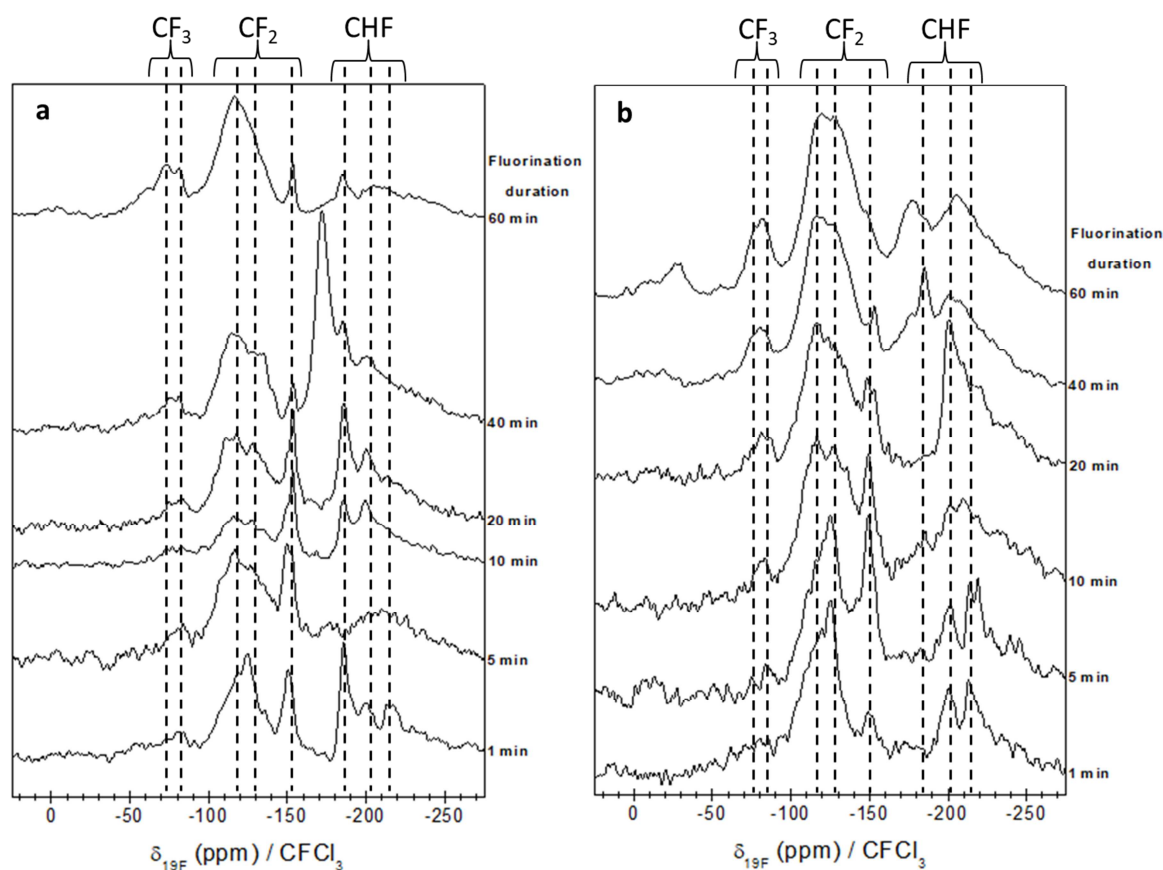 CF3 CF2 CHF
a
Fluorination
duration
60 min
40 min
20 min
10 min
5 min
1 min
0 -50 -100 -150 -200 -250
δ19F (ppm) / CFCl3
CF3 CF2 CHF
b
Fluorination
duration
60 min
40 min
20 min
10 min
5 min
1 min
0 -50 -100 -150 -200 -250
δ19F (ppm) / CFCl3